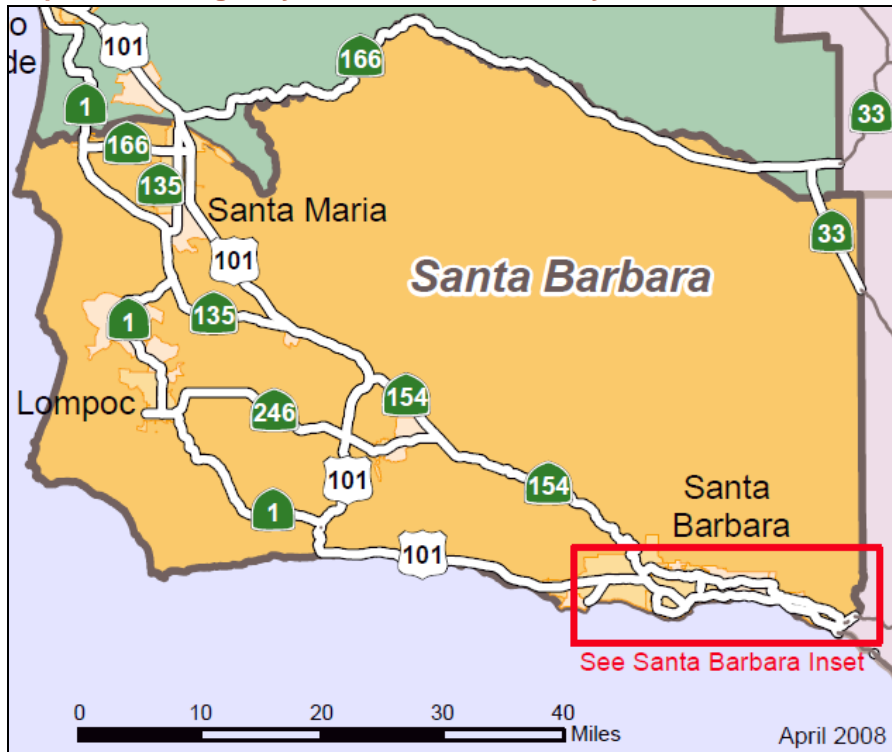 o
de
101
166
1
33
166
135
Santa Maria
33
101
Santa Barbara
1
135
154
Lompoc
246
101
154
Santa
Barbara
1
101
See Santa Barbara Inset
0 10 20 30 40
Miles
April 2008